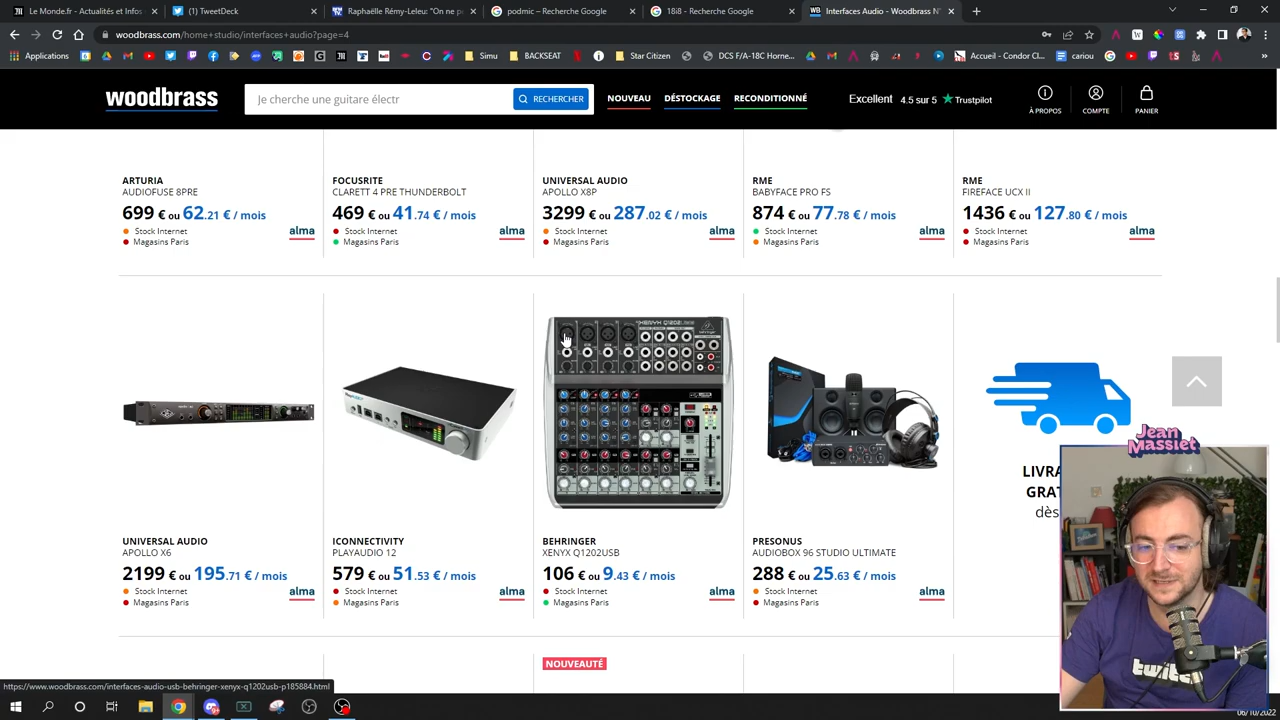 Le Monde.fr - Actualités et Infos
(1) TweetDeck
Raphaëlle Rémy-Leleu: "On ne p
podmic – Recherche Google
18i8 – Recherche Google
Interfaces Audio - Woodbrass N°
woodbrass.com/home+studio/interfaces+audio?page=4
Applications
Simu
BACKSEAT
Star Citizen
DCS F/A-18C Horne...
Accueil - Condor Cl...
cariou
woodbrass
Je cherche une guitare électr
RECHERCHER
NOUVEAU
DÉSTOCKAGE
RECONDITIONNÉ
Excellent 4.5 sur 5 Trustpilot
À PROPOS
COMPTE
PANIER
ARTURIA
AUDIOFUSE 8PRE
699 € ou 62.21 € / mois
Stock Internet
Magasins Paris
alma
FOCUSRITE
CLARETT 4 PRE THUNDERBOLT
469 € ou 41.74 € / mois
Stock Internet
Magasins Paris
alma
UNIVERSAL AUDIO
APOLLO X8P
3299 € ou 287.02 € / mois
Stock Internet
Magasins Paris
alma
RME
BABYFACE PRO FS
874 € ou 77.78 € / mois
Stock Internet
Magasins Paris
alma
RME
FIREFACE UCX II
1436 € ou 127.80 € / mois
Stock Internet
Magasins Paris
alma
UNIVERSAL AUDIO
APOLLO X6
2199 € ou 195.71 € / mois
Stock Internet
Magasins Paris
alma
ICONNECTIVITY
PLAYAUDIO 12
579 € ou 51.53 € / mois
Stock Internet
Magasins Paris
alma
XENYX Q1202USB
BEHRINGER
XENYX Q1202USB
106 € ou 9.43 € / mois
Stock Internet
Magasins Paris
alma
PRESONUS
AUDIOBOX 96 STUDIO ULTIMATE
288 € ou 25.63 € / mois
Stock Internet
Magasins Paris
alma
LIVRA
GRAT
dès
NOUVEAUTÉ
Jean
Massiet
twitch
https://www.woodbrass.com/interfaces-audio-usb-behringer-xenyx-q1202usb-p185884.html
06/10/2022